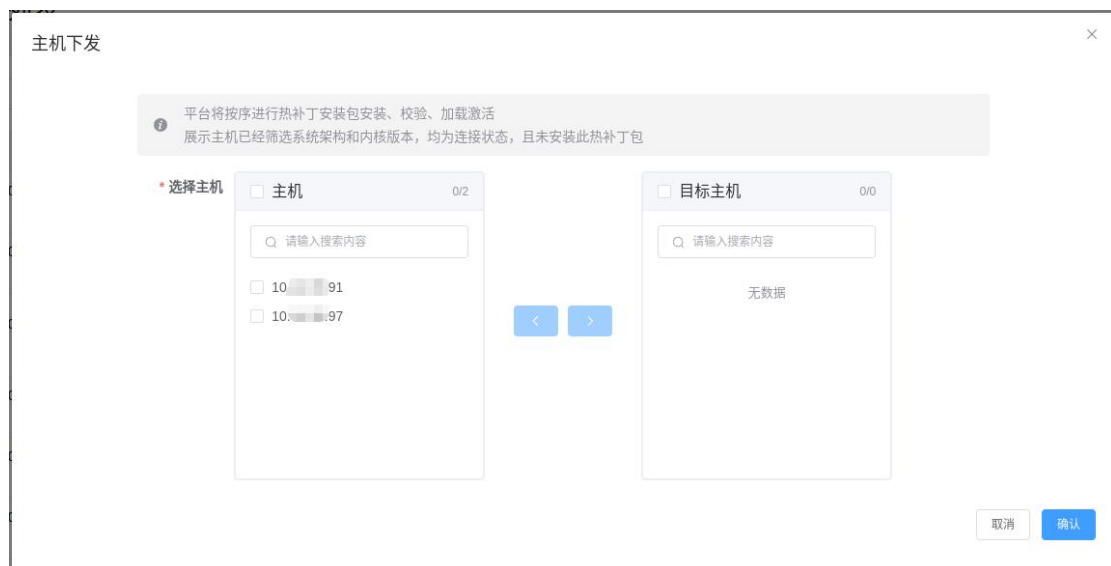 主机下发
平台将按序进行热补丁安装包安装、校验、加载激活
展示主机已经筛选系统架构和内核版本，均为连接状态，且未安装此热补丁包
* 选择主机
主机 0/2
请输入搜索内容
10. 91
10. .97
目标主机 0/0
请输入搜索内容
无数据
取消 确认